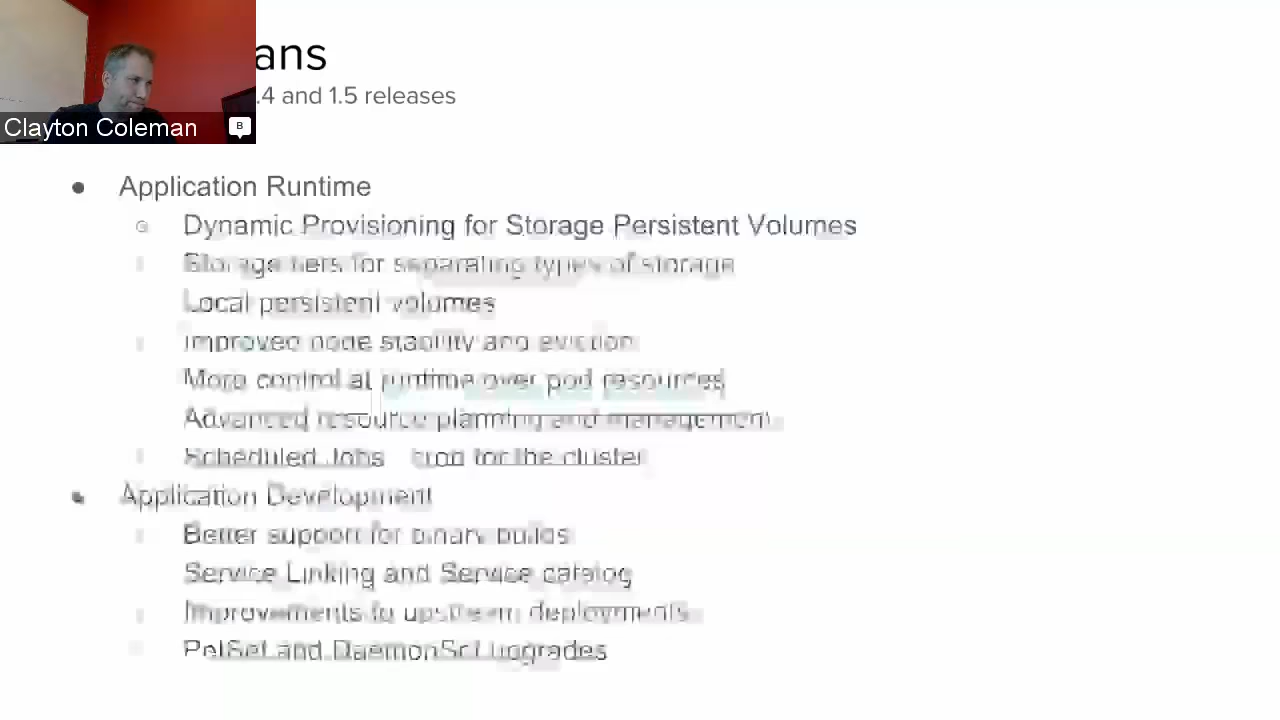 ans
.4 and 1.5 releases
Clayton Coleman
B
Application Runtime
Dynamic Provisioning for Storage Persistent Volumes
Storage tiers for separating types of storage
Local persistent volumes
Improved node stability and eviction
More control at runtime over pod resources
Advanced resource planning and management
Scheduled Jobs cron for the cluster
Application Development
Better support for binary builds
Service Linking and Service catalog
Improvements to upstream deployments
PetSet and DaemonSet upgrades